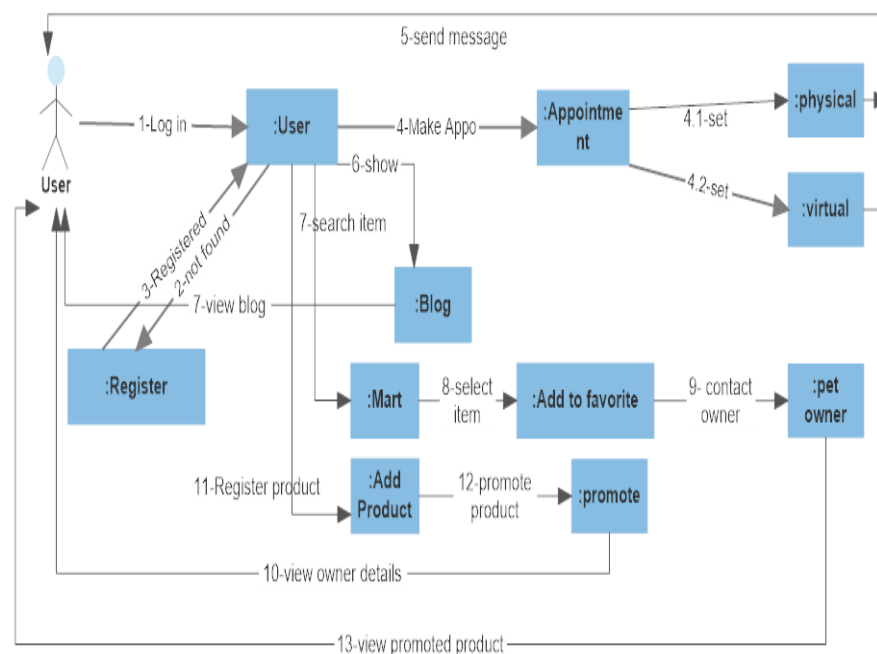 5-send message
:physical
:User
:Appointme
nt
1-Log in
4-Make Appo
4.1-set
6-show
User
4.2-set
:virtual
7-search item
3-Registered
2-not found
7-view blog
:Blog
:Register
:Mart
8-select
item
:Add to favorite
9- contact
owner
:pet
owner
11-Register product
:Add
Product
12-promote
product
:promote
10-view owner details
13-view promoted product